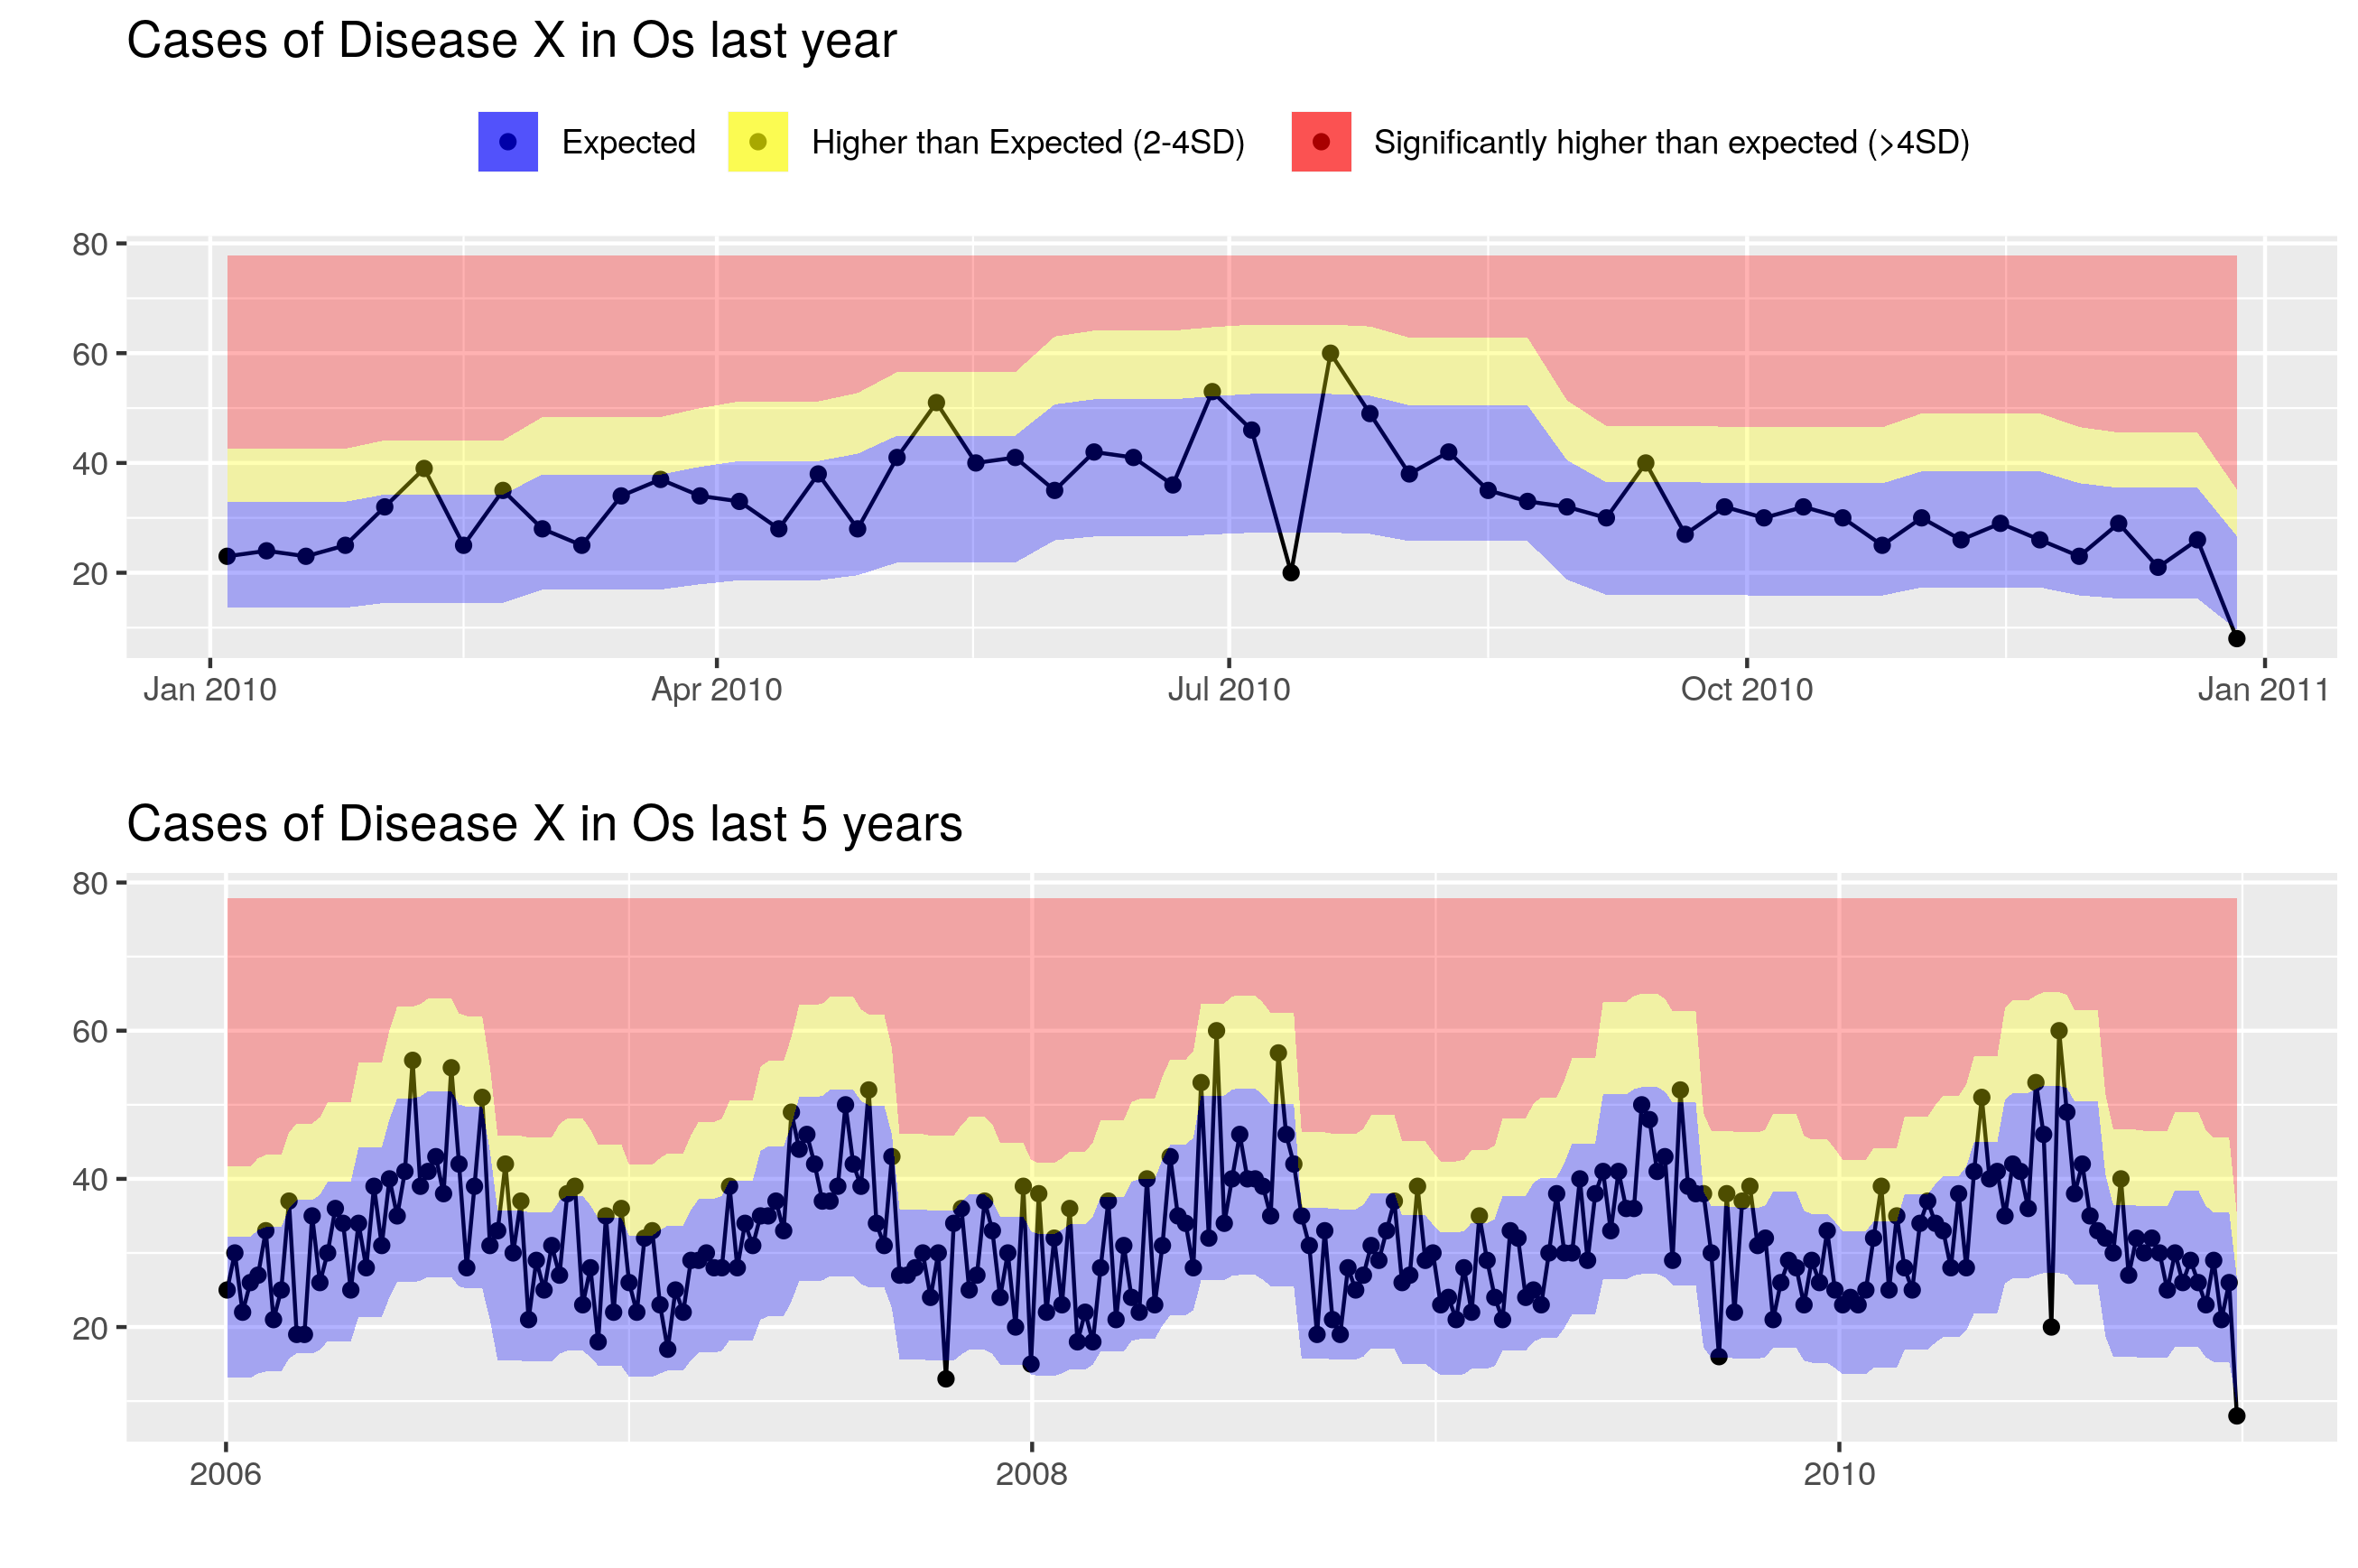 Cases of Disease X in Os last year
Expected Higher than Expected (2-4SD) Significantly higher than expected (>4SD)
80
60
40
20
Jan 2010 Apr 2010 Jul 2010 Oct 2010 Jan 2011
Cases of Disease X in Os last 5 years
80
60
40
20
2006 2008 2010